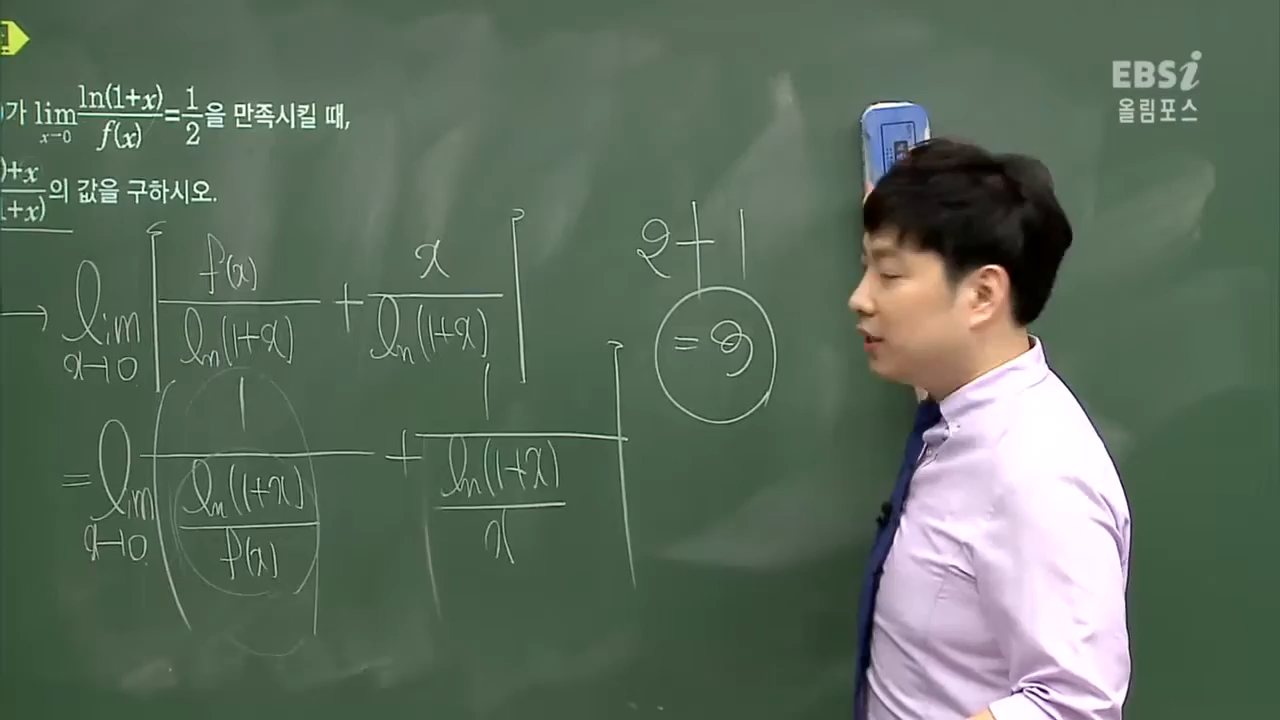 EBSi
올림포스
가 lim x→0 ln(1+x)/f(x) = 1/2 을 만족시킬 때,
)+x/1+x) 의 값을 구하시오.
→ lim x→0 [ f(x)/ln(1+x) + x/ln(1+x) ]
2+1
= 3
= lim x→0 [ 1/(ln(1+x)/f(x)) + 1/(ln(1+x)/x) ]